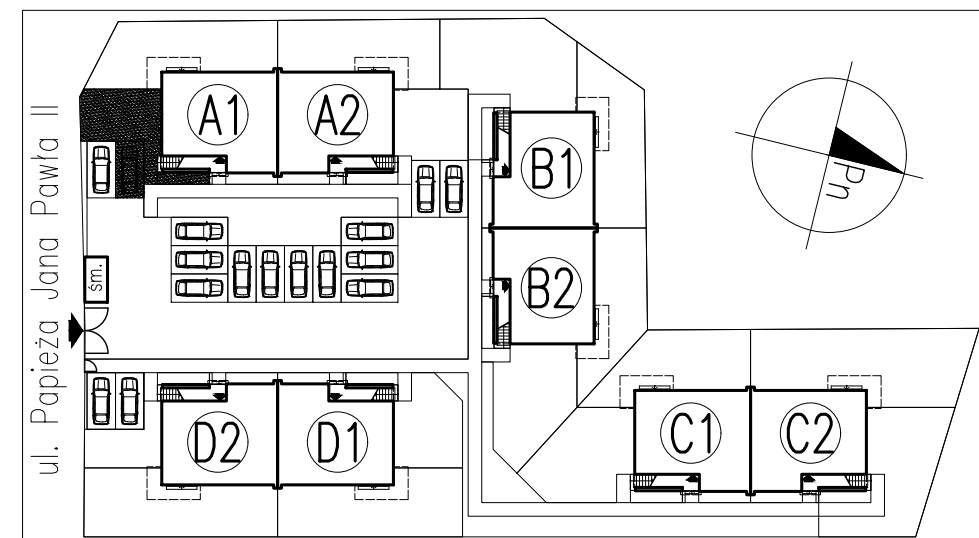 ul. Papieża Jana Pawła II
A1
A2
B1
B2
Pn
śm.
D2
D1
C1
C2